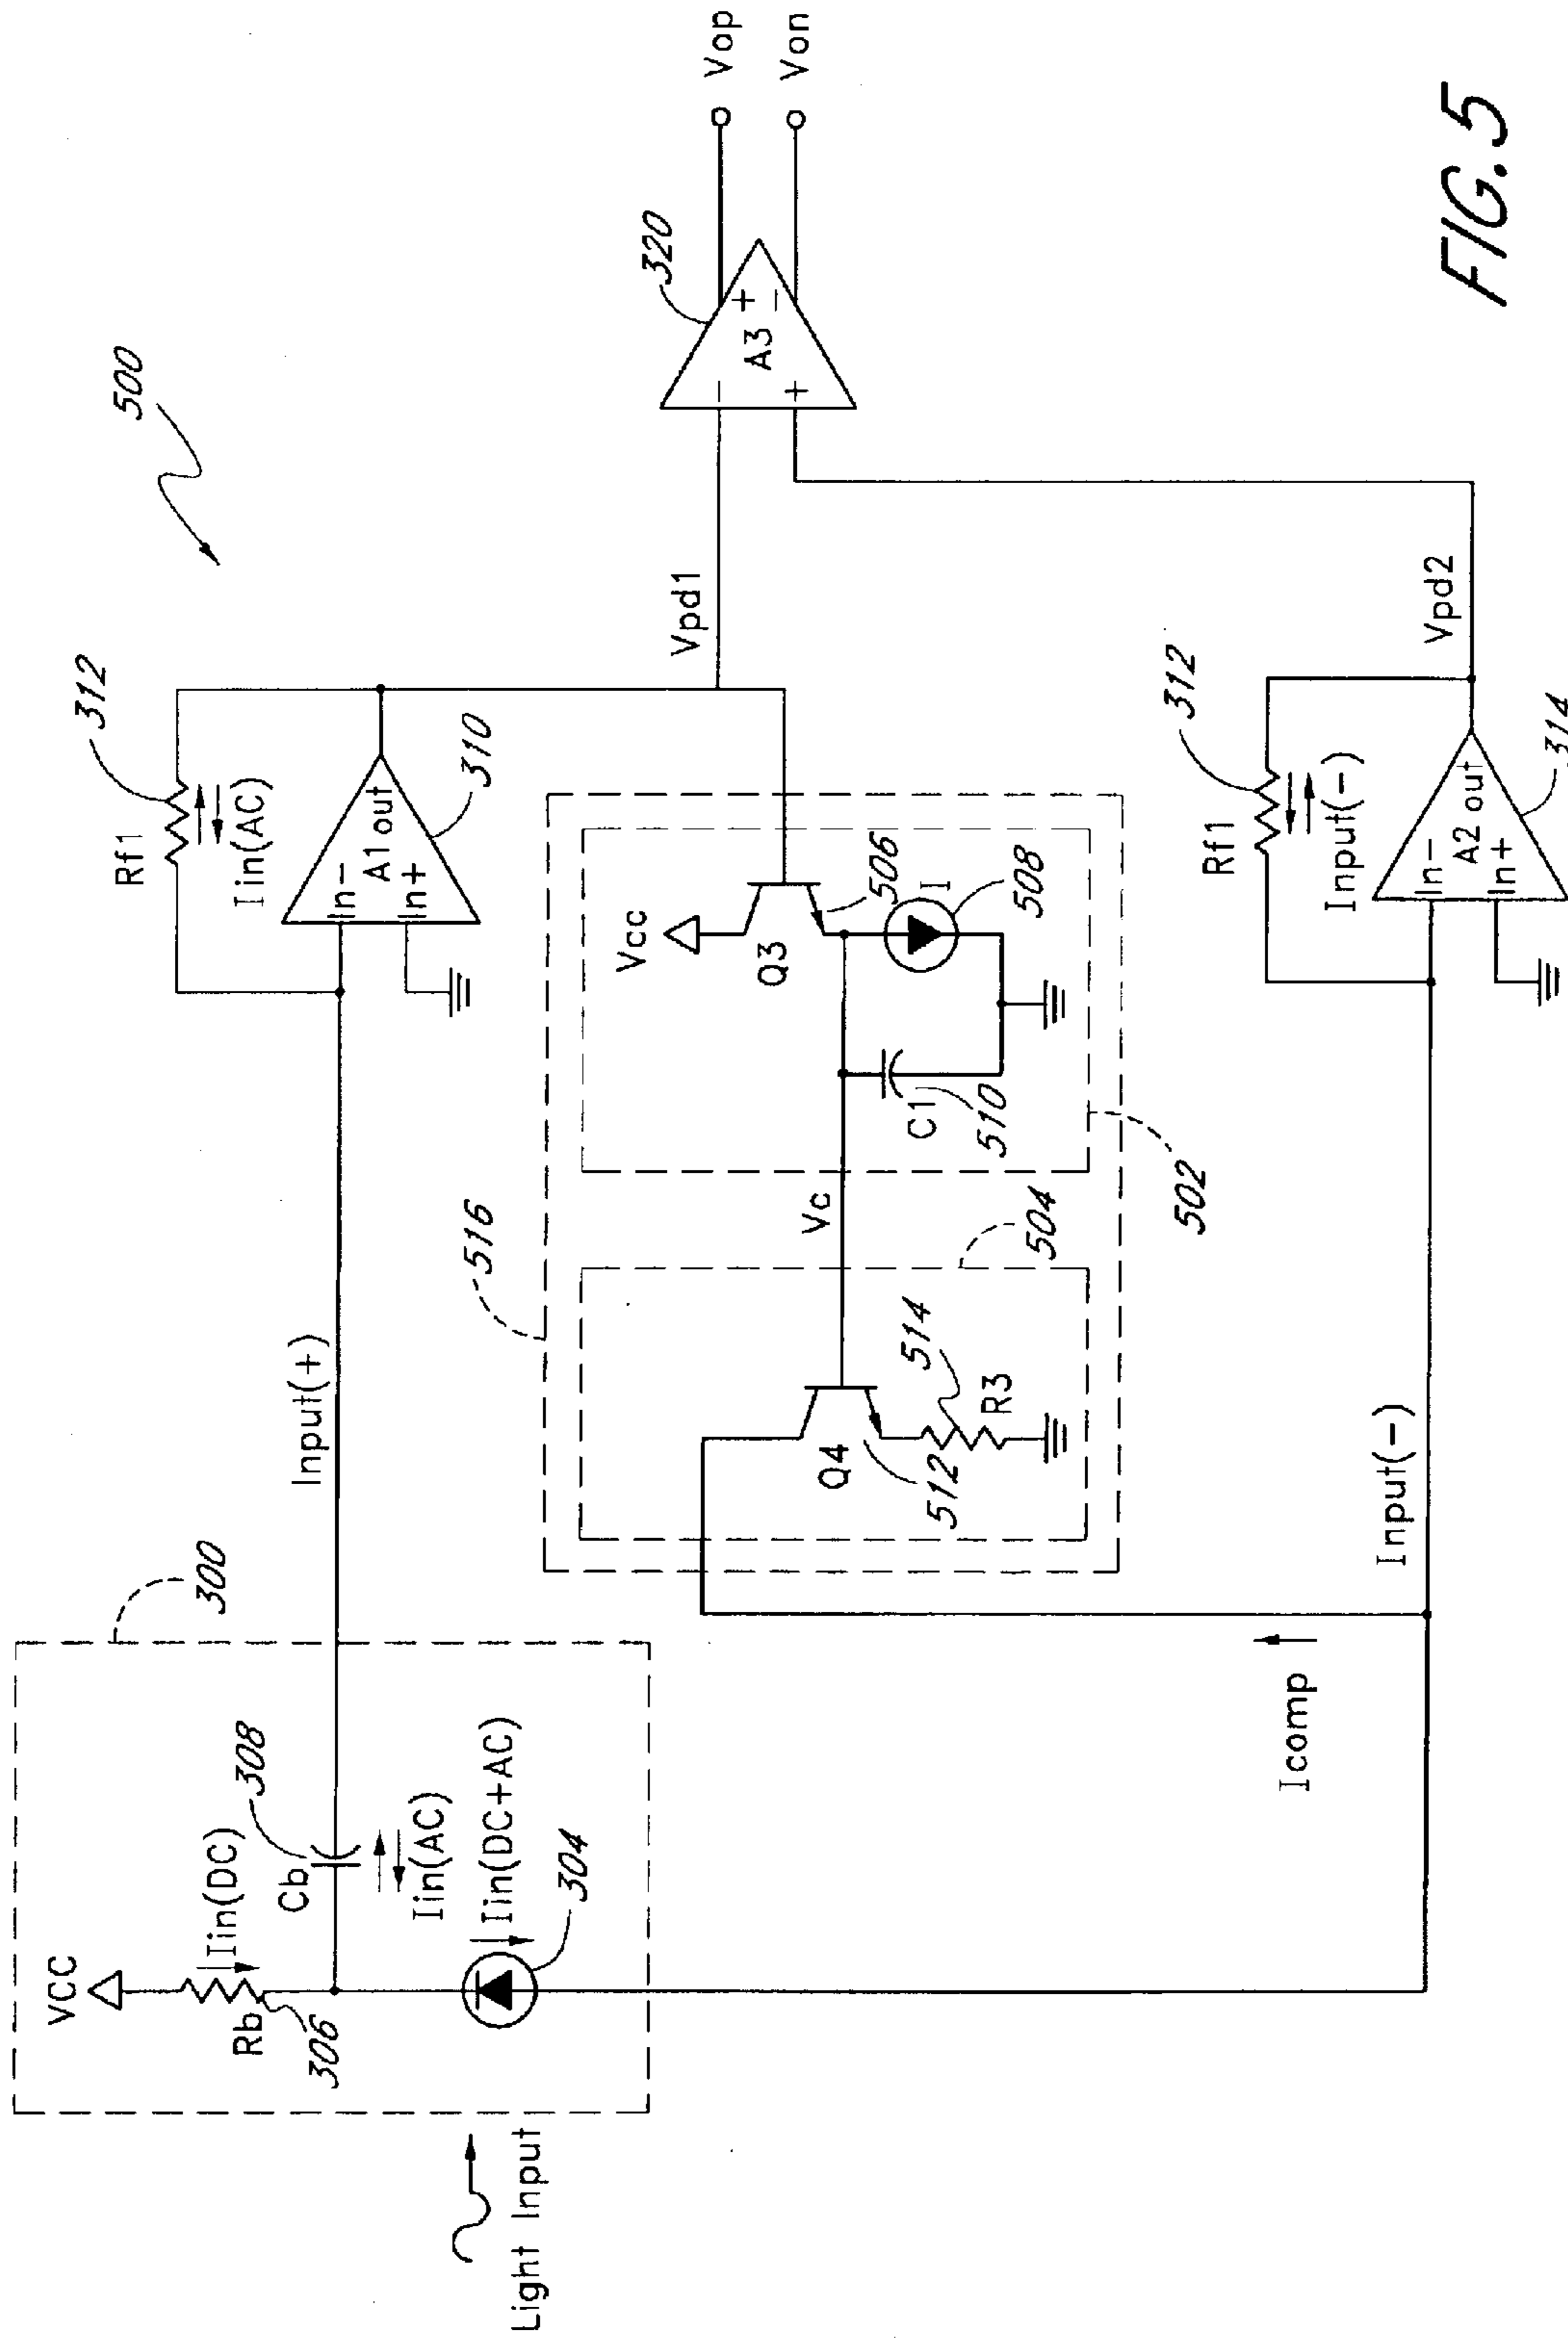 500
300
VCC
Rb
306
Iin(DC)
Cb
308
Iin(AC)
Iin(DC+AC)
304
Light Input
Input(+)
Rf1
312
Iin(AC)
In-
In+
A1 out
310
Vpd1
320
A3
-
+
+
-
Vop
Von
516
504
Q4
512
514
R3
Vc
502
Vcc
Q3
506
I
508
C1
510
Icomp
Input(-)
Rf1
312
Input(-)
In-
In+
A2 out
314
Vpd2
FIG. 5